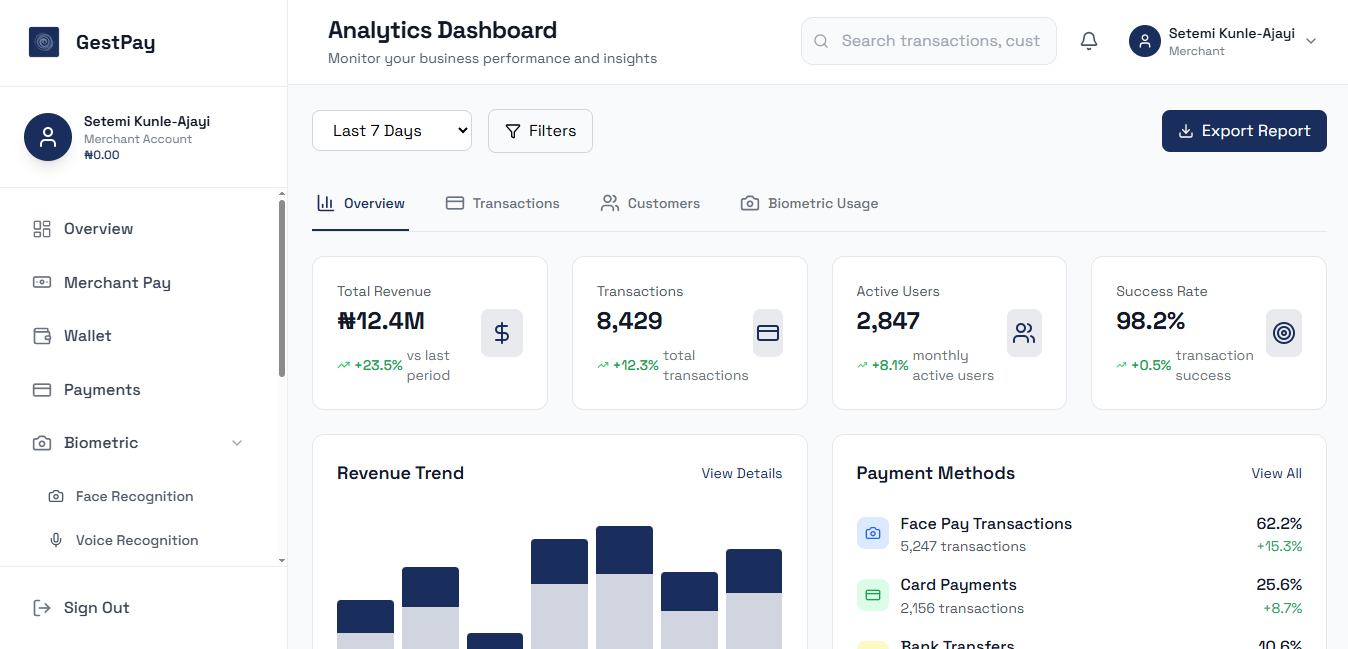 GestPay
Analytics Dashboard
Monitor your business performance and insights
Search transactions, cust
Setemi Kunle-Ajayi
Merchant
Setemi Kunle-Ajayi
Merchant Account
₦0.00
Overview
Merchant Pay
Wallet
Payments
Biometric
Face Recognition
Voice Recognition
Sign Out
Last 7 Days
Filters
Export Report
Overview
Transactions
Customers
Biometric Usage
Total Revenue
₦12.4M
+23.5% vs last
period
Transactions
8,429
+12.3% total
transactions
Active Users
2,847
+8.1% monthly
active users
Success Rate
98.2%
+0.5% transaction
success
Revenue Trend
View Details
Payment Methods
View All
Face Pay Transactions
62.2%
5,247 transactions
+15.3%
Card Payments
25.6%
2,156 transactions
+8.7%
Bank Transfers
10.6%